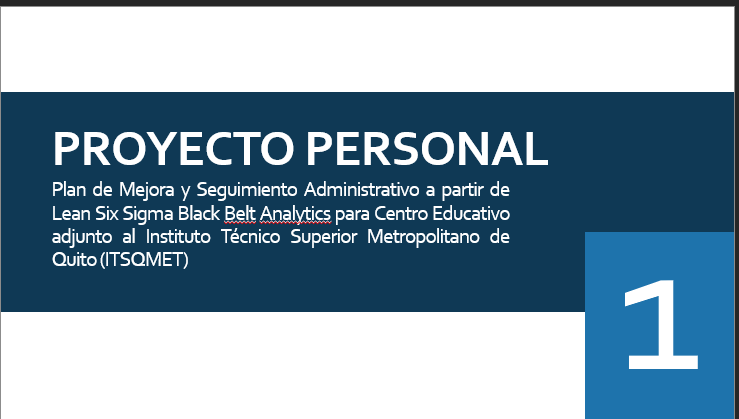 PROYECTO PERSONAL
Plan de Mejora y Seguimiento Administrativo a partir de
Lean Six Sigma Black Belt Analytics para Centro Educativo
adjunto al Instituto Técnico Superior Metropolitano de
Quito (ITSQMET)
1